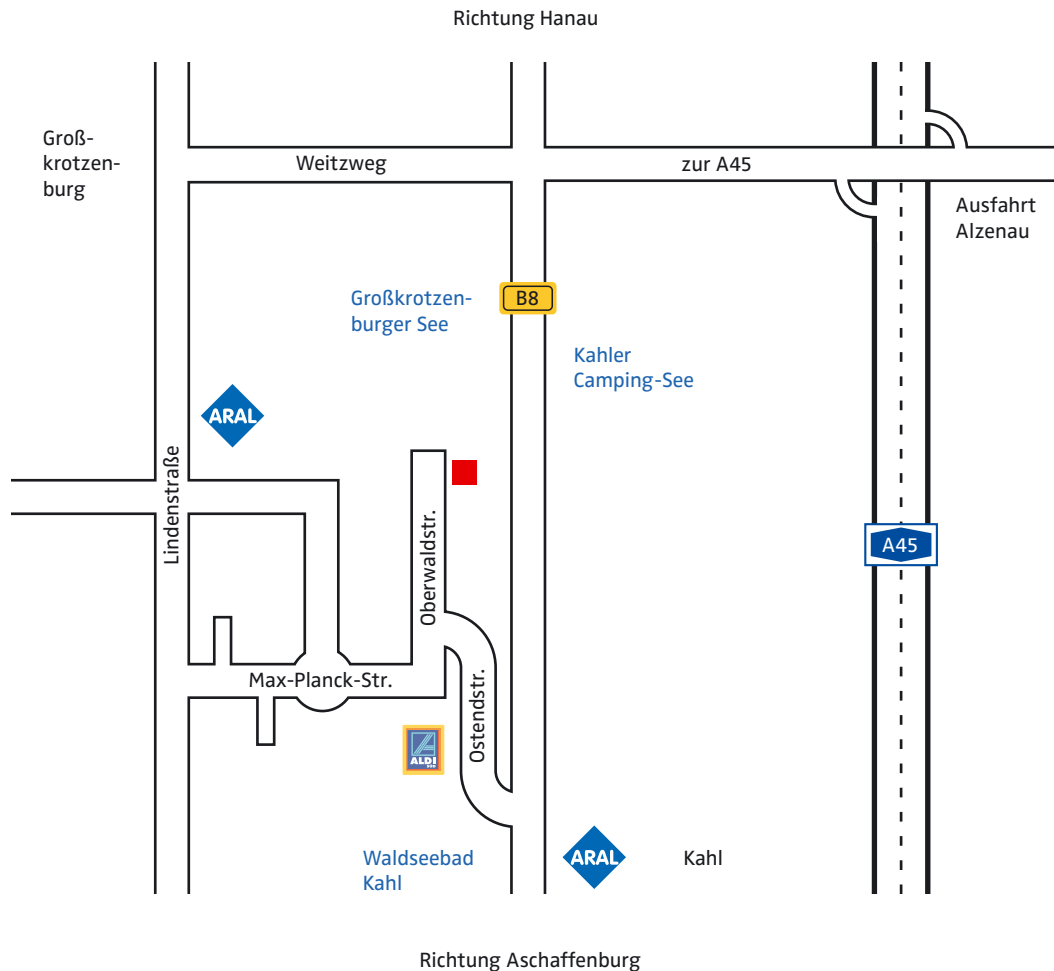 Richtung Hanau
Groß-
krotzen-
burg
Weitzweg
zur A45
Ausfahrt
Alzenau
Großkrotzen-
burger See
B8
Kahler
Camping-See
ARAL
Lindenstraße
Oberwaldstr.
A45
Max-Planck-Str.
Ostendstr.
ALDI
SÜD
Waldseebad
Kahl
ARAL
Kahl
Richtung Aschaffenburg